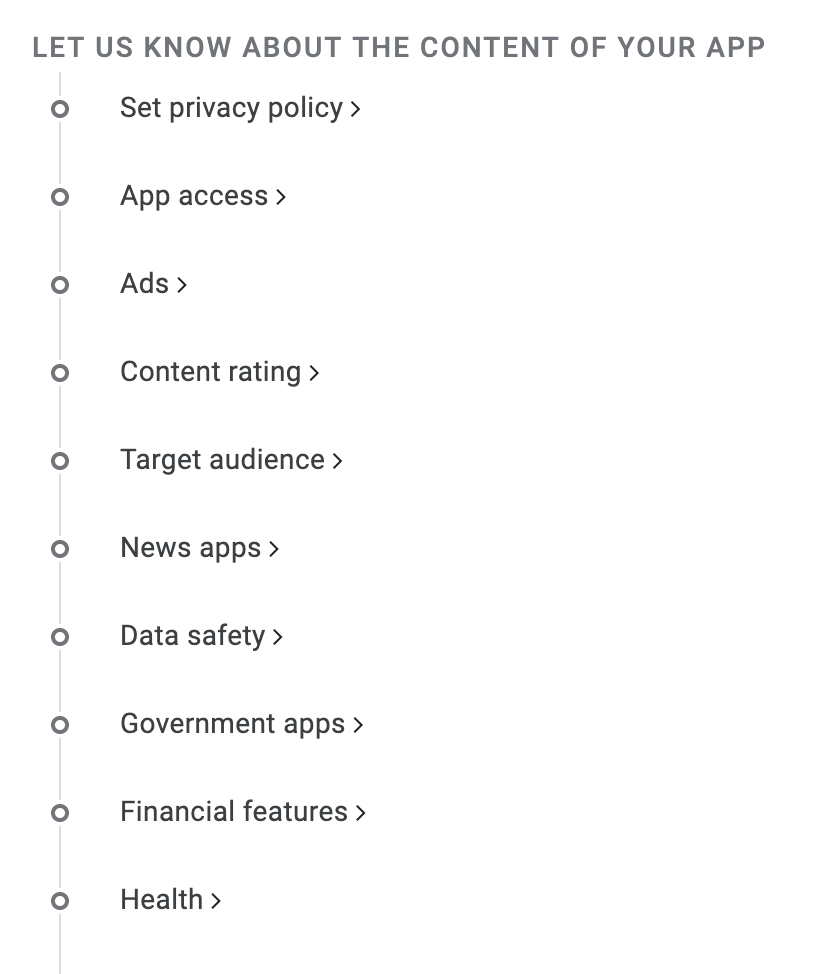 LET US KNOW ABOUT THE CONTENT OF YOUR APP
Set privacy policy
App access
Ads
Content rating
Target audience
News apps
Data safety
Government apps
Financial features
Health